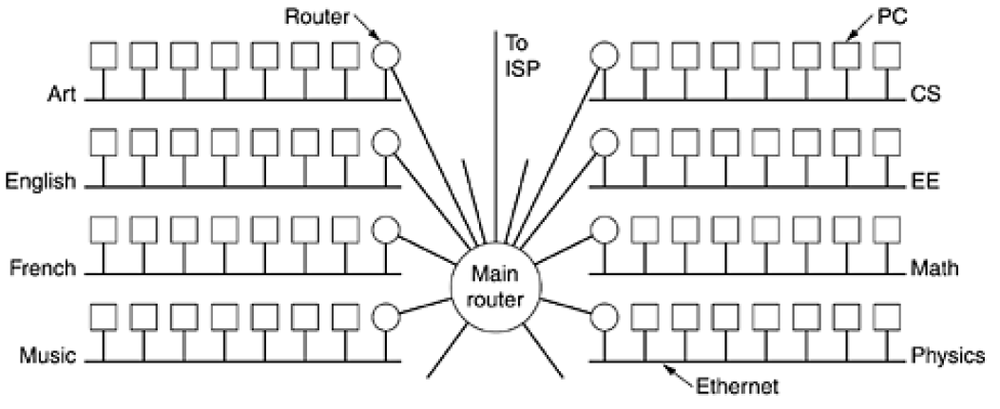 Router
PC
To
ISP
Art
CS
English
EE
French
Math
Main
router
Music
Physics
Ethernet